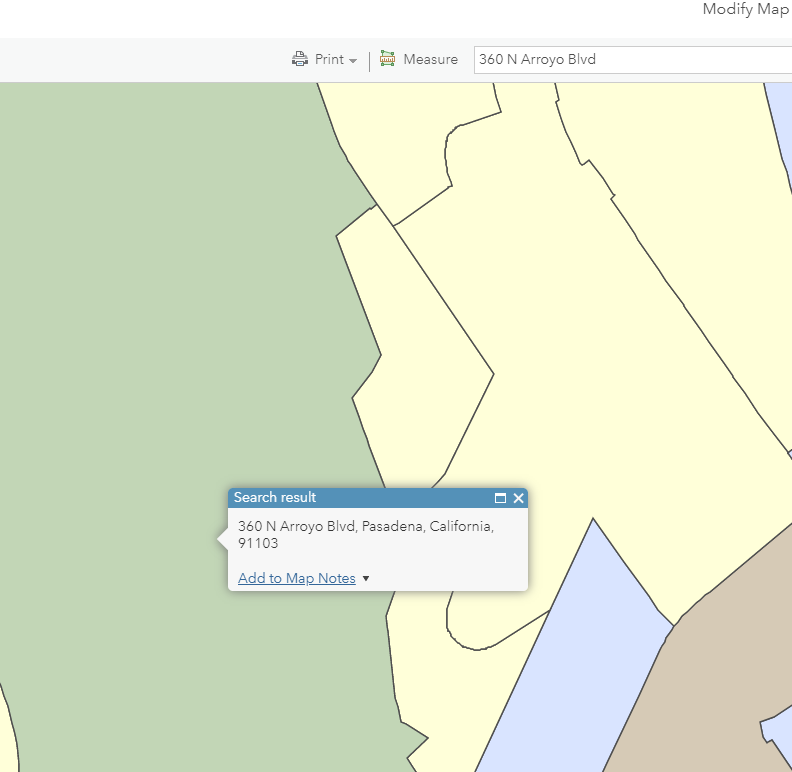 Modify Map
Print
Measure
360 N Arroyo Blvd
Search result
360 N Arroyo Blvd, Pasadena, California,
91103
Add to Map Notes